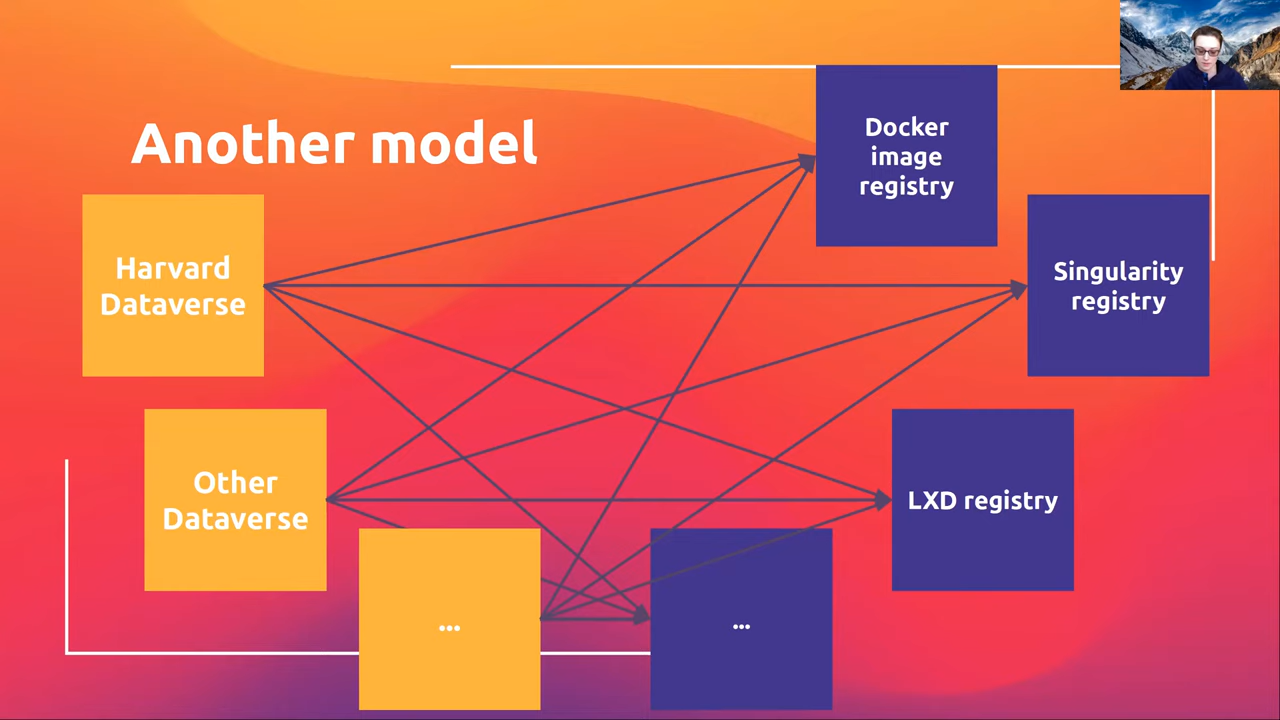 Another model
Docker
image
registry
Harvard
Dataverse
Singularity
registry
Other
Dataverse
LXD registry
...
...